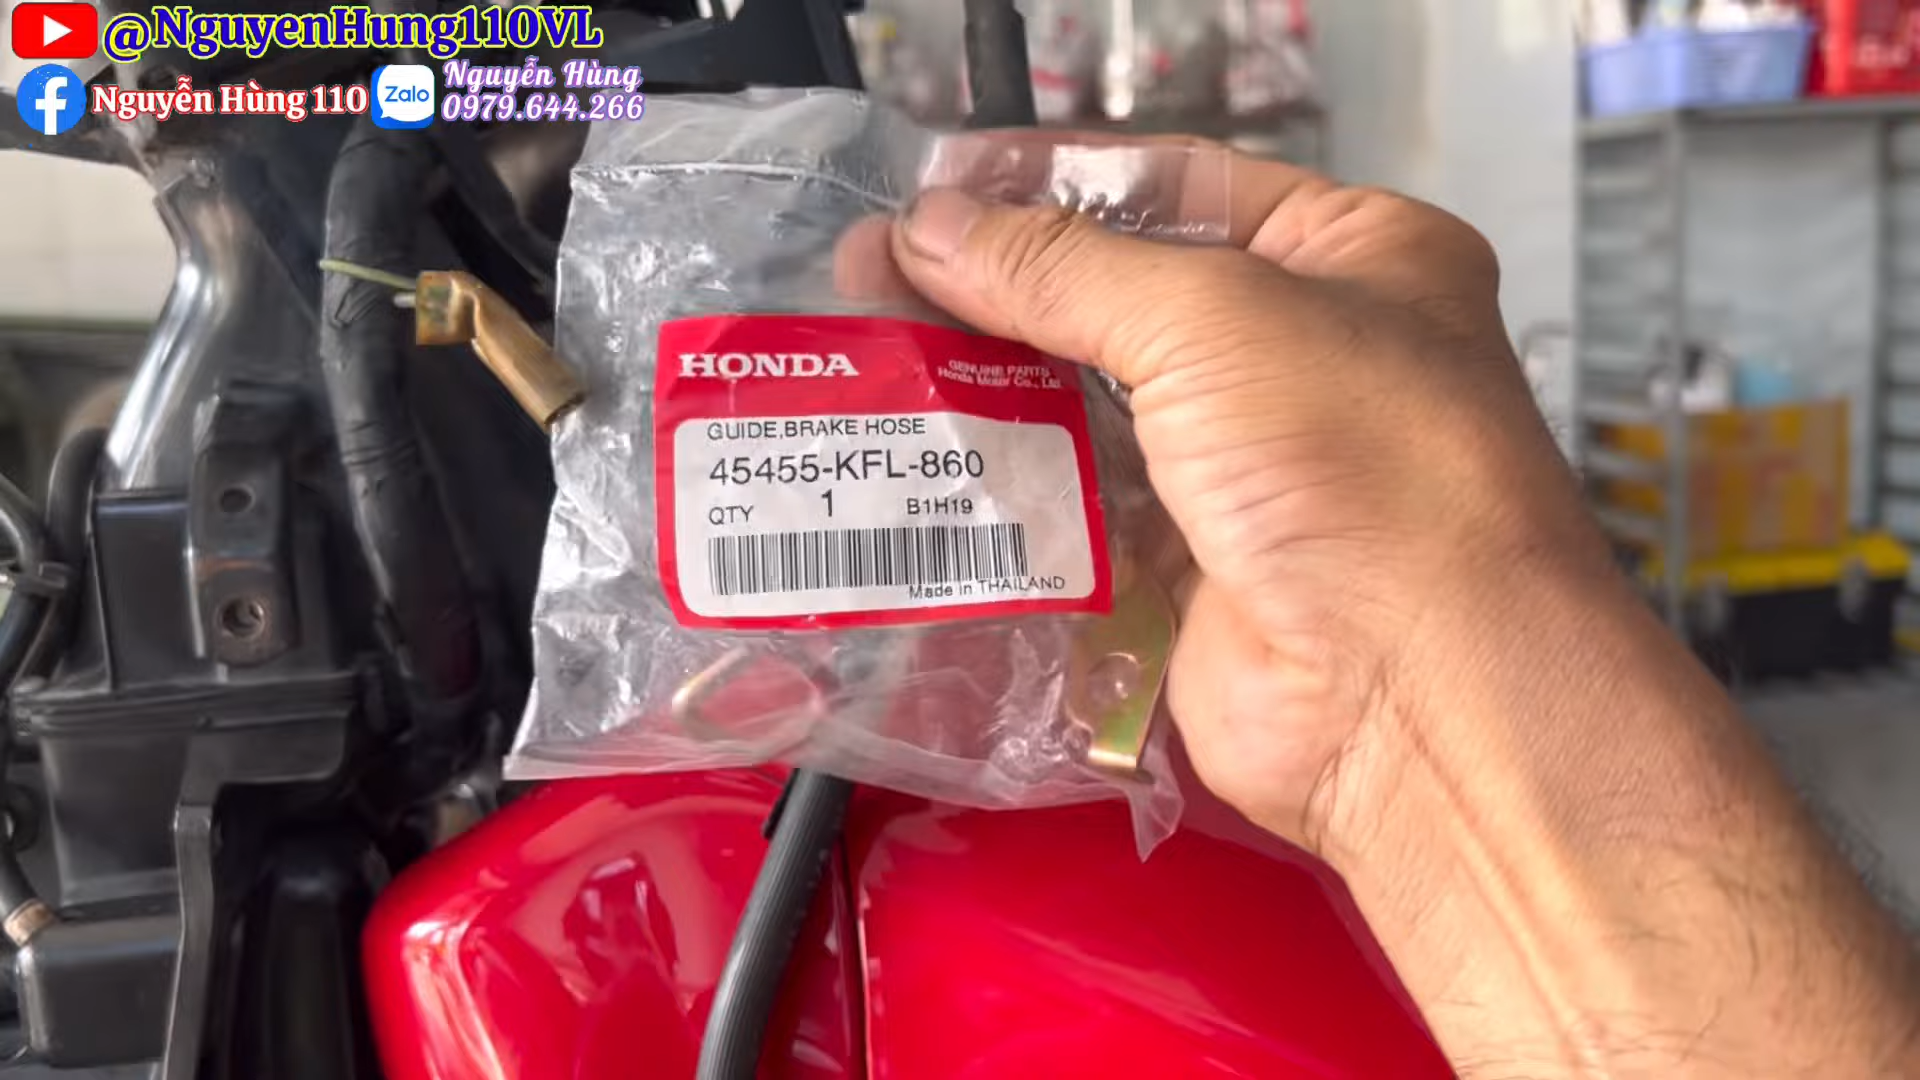 @NguyenHung110VL
Nguyễn Hùng 110
Zalo
Nguyễn Hùng
0979.644.266
HONDA
GENUINE PARTS
Honda Motor Co., Ltd.
GUIDE,BRAKE HOSE
45455-KFL-860
QTY 1 B1H19
Made in THAILAND